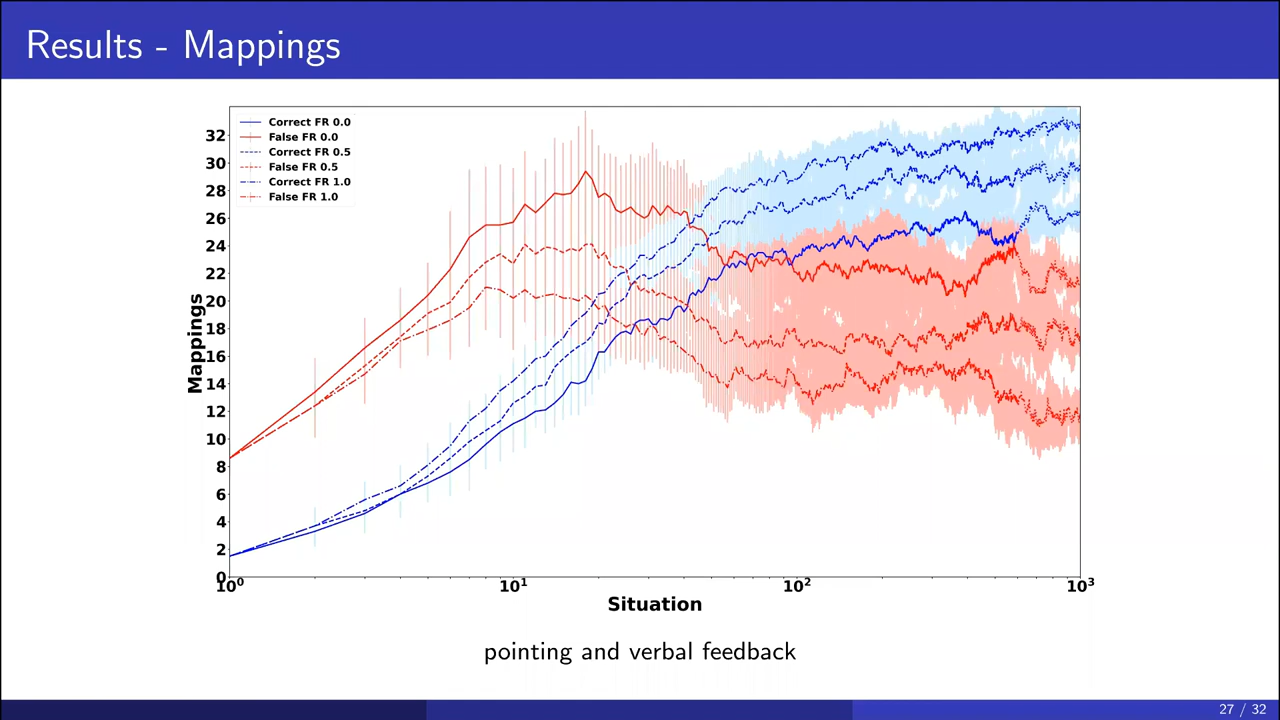 Results - Mappings
Correct FR 0.0
False FR 0.0
Correct FR 0.5
False FR 0.5
Correct FR 1.0
False FR 1.0
32
30
28
26
24
22
20
18
16
14
12
10
8
6
4
2
0
Mappings
10⁰ 10¹ 10² 10³
Situation
pointing and verbal feedback
27 / 32